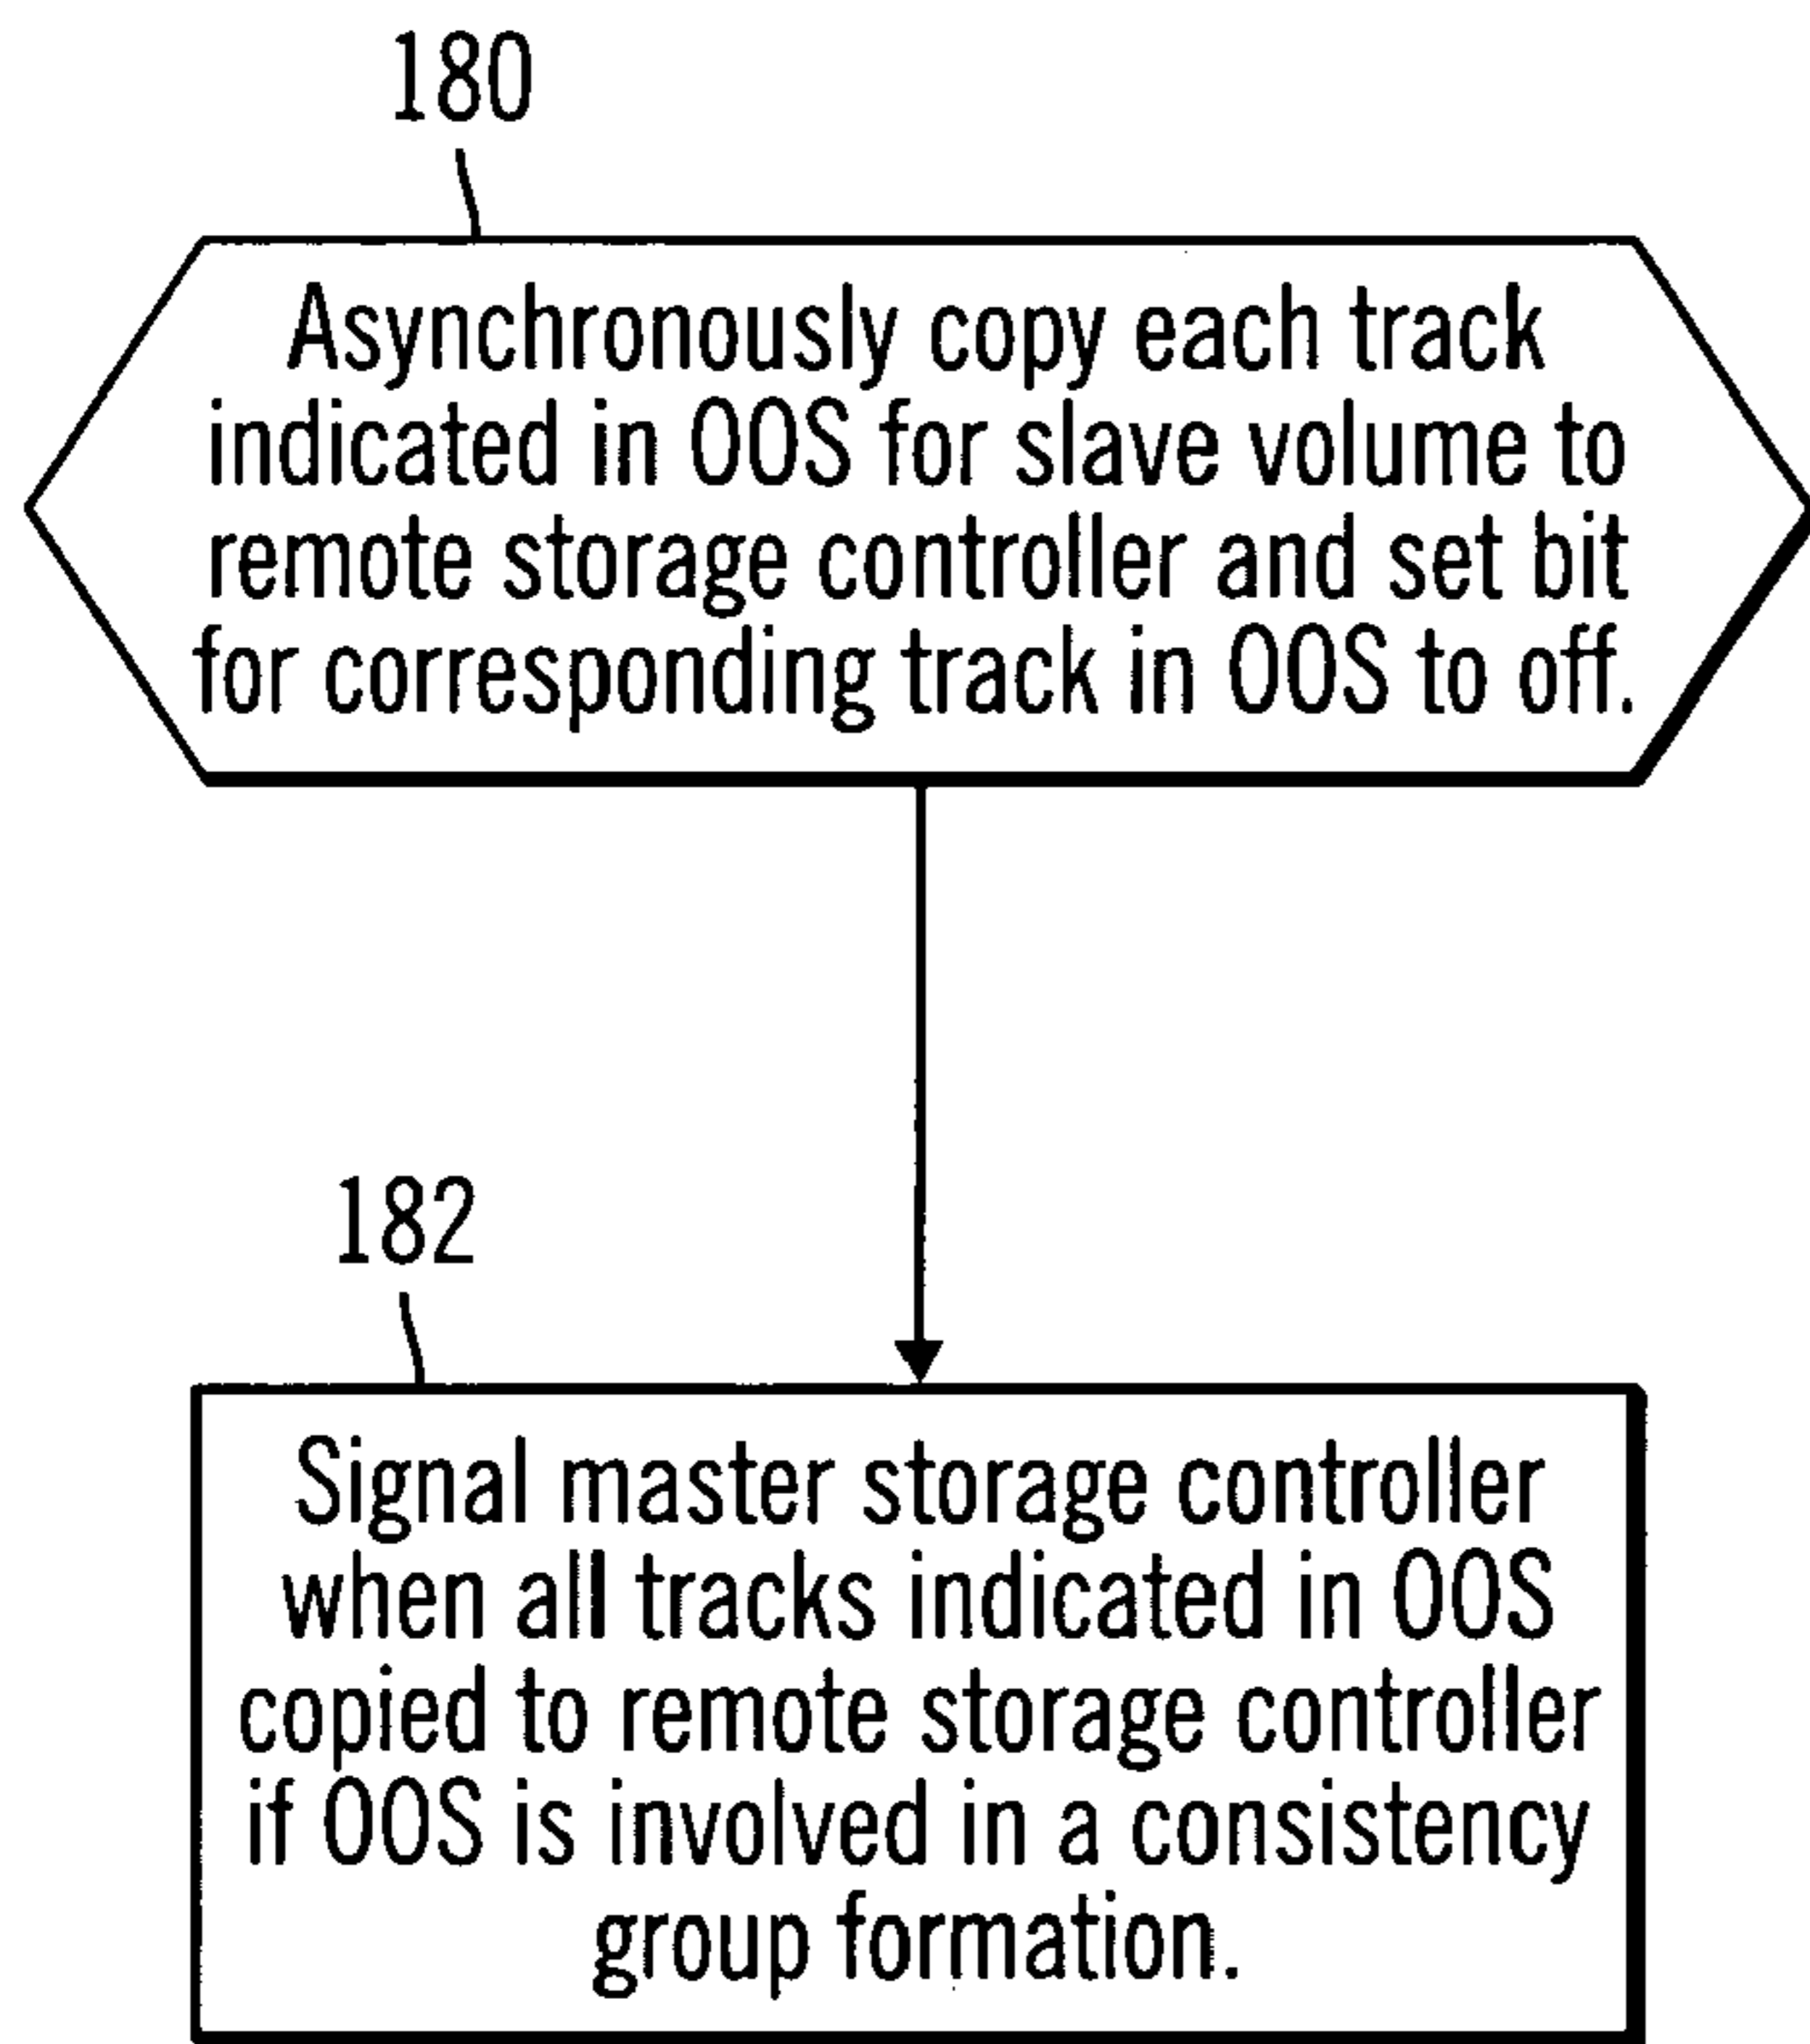 180
Asynchronously copy each track
indicated in OOS for slave volume to
remote storage controller and set bit
for corresponding track in OOS to off.
182
Signal master storage controller
when all tracks indicated in OOS
copied to remote storage controller
if OOS is involved in a consistency
group formation.